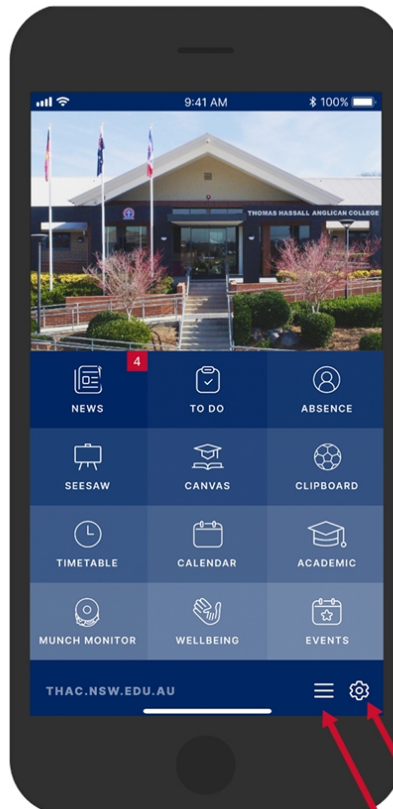 9:41 AM
100%
THOMAS HASSALL ANGLICAN COLLEGE
4
NEWS
TO DO
ABSENCE
SEESAW
CANVAS
CLIPBOARD
TIMETABLE
CALENDAR
ACADEMIC
MUNCH MONITOR
WELLBEING
EVENTS
THAC.NSW.EDU.AU